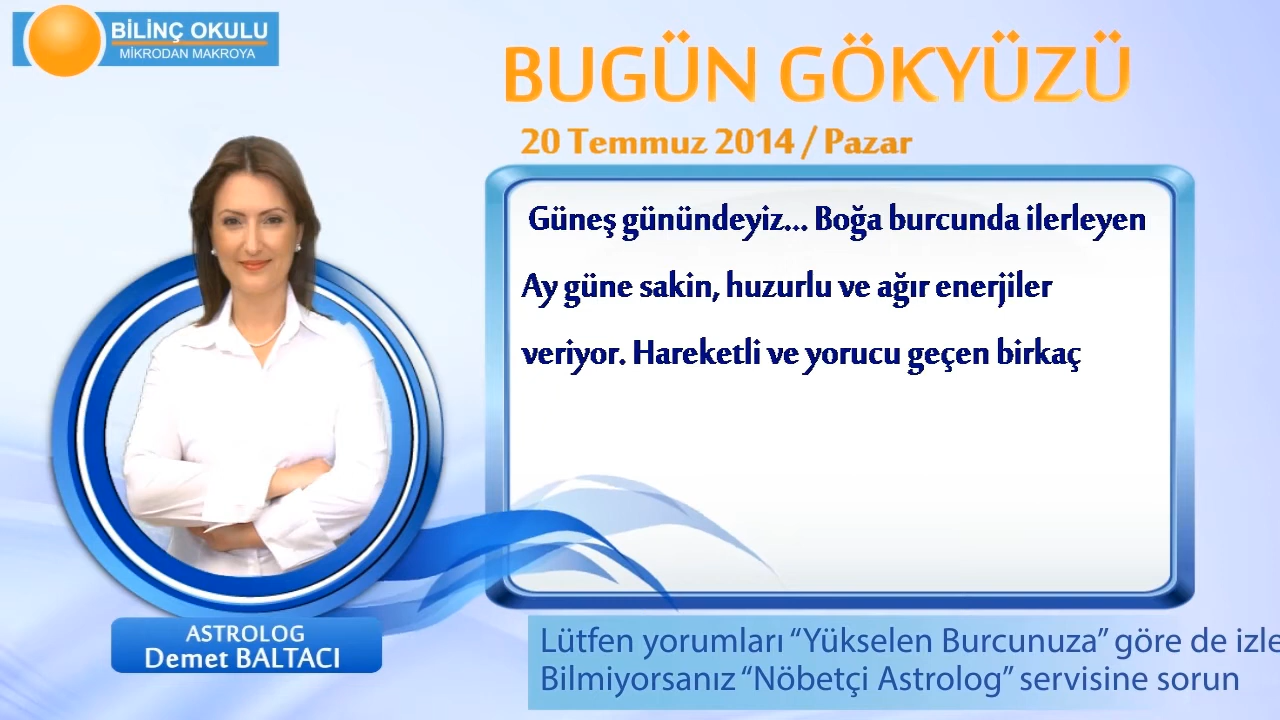 BİLİNÇ OKULU
MİKRODAN MAKROYA
BUGÜN GÖKYÜZÜ
20 Temmuz 2014 / Pazar
Güneş günündeyiz... Boğa burcunda ilerleyen
Ay güne sakin, huzurlu ve ağır enerjiler
veriyor. Hareketli ve yorucu geçen birkaç
ASTROLOG
Demet BALTACI
Lütfen yorumları “Yükselen Burcunuza” göre de izle
Bilmiyorsanız “Nöbetçi Astrolog” servisine sorun